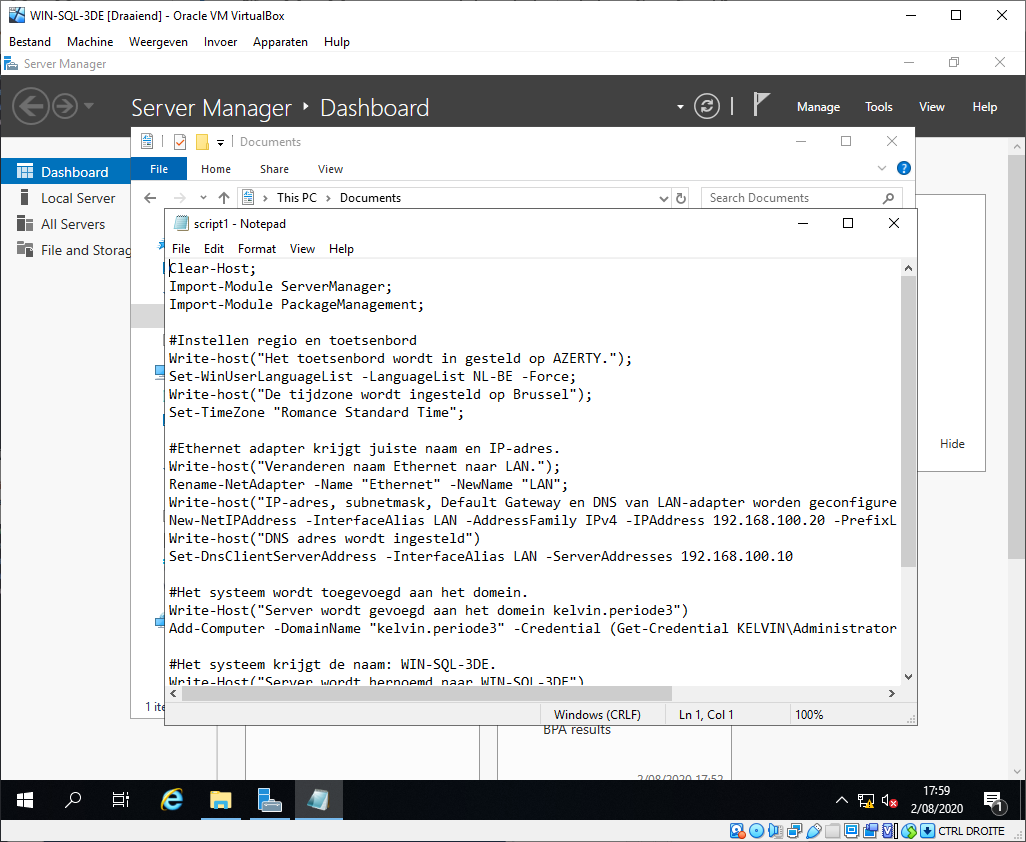 WIN-SQL-3DE [Draaiend] - Oracle VM VirtualBox
Bestand Machine Weergeven Invoer Apparaten Hulp
Server Manager
Server Manager Dashboard
Manage Tools View Help
Documents
File Home Share View
This PC Documents
Search Documents
Dashboard
Local Server
All Servers
File and Storag
script1 - Notepad
File Edit Format View Help
Clear-Host;
Import-Module ServerManager;
Import-Module PackageManagement;
#Instellen regio en toetsenbord
Write-host("Het toetsenbord wordt in gesteld op AZERTY.");
Set-WinUserLanguageList -LanguageList NL-BE -Force;
Write-host("De tijdzone wordt ingesteld op Brussel");
Set-TimeZone "Romance Standard Time";
#Ethernet adapter krijgt juiste naam en IP-adres.
Write-host("Veranderen naam Ethernet naar LAN.");
Rename-NetAdapter -Name "Ethernet" -NewName "LAN";
Write-host("IP-adres, subnetmask, Default Gateway en DNS van LAN-adapter worden geconfigure
New-NetIPAddress -InterfaceAlias LAN -AddressFamily IPv4 -IPAddress 192.168.100.20 -PrefixL
Write-host("DNS adres wordt ingesteld")
Set-DnsClientServerAddress -InterfaceAlias LAN -ServerAddresses 192.168.100.10
#Het systeem wordt toegevoegd aan het domein.
Write-Host("Server wordt gevoegd aan het domein kelvin.periode3")
Add-Computer -DomainName "kelvin.periode3" -Credential (Get-Credential KELVIN\Administrator
#Het systeem krijgt de naam: WIN-SQL-3DE.
Write-Host("Server wordt hernoemd naar WIN-SQL-3DE")
Windows (CRLF) Ln 1, Col 1 100%
Hide
1 ite
BPA results
2/08/2020 17:52
17:59
2/08/2020
1
CTRL DROITE